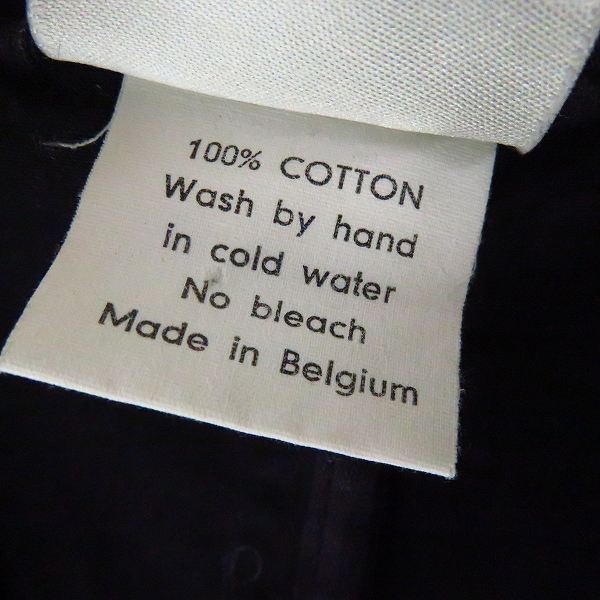 100% COTTON
Wash by hand
in cold water
No bleach
Made in Belgium